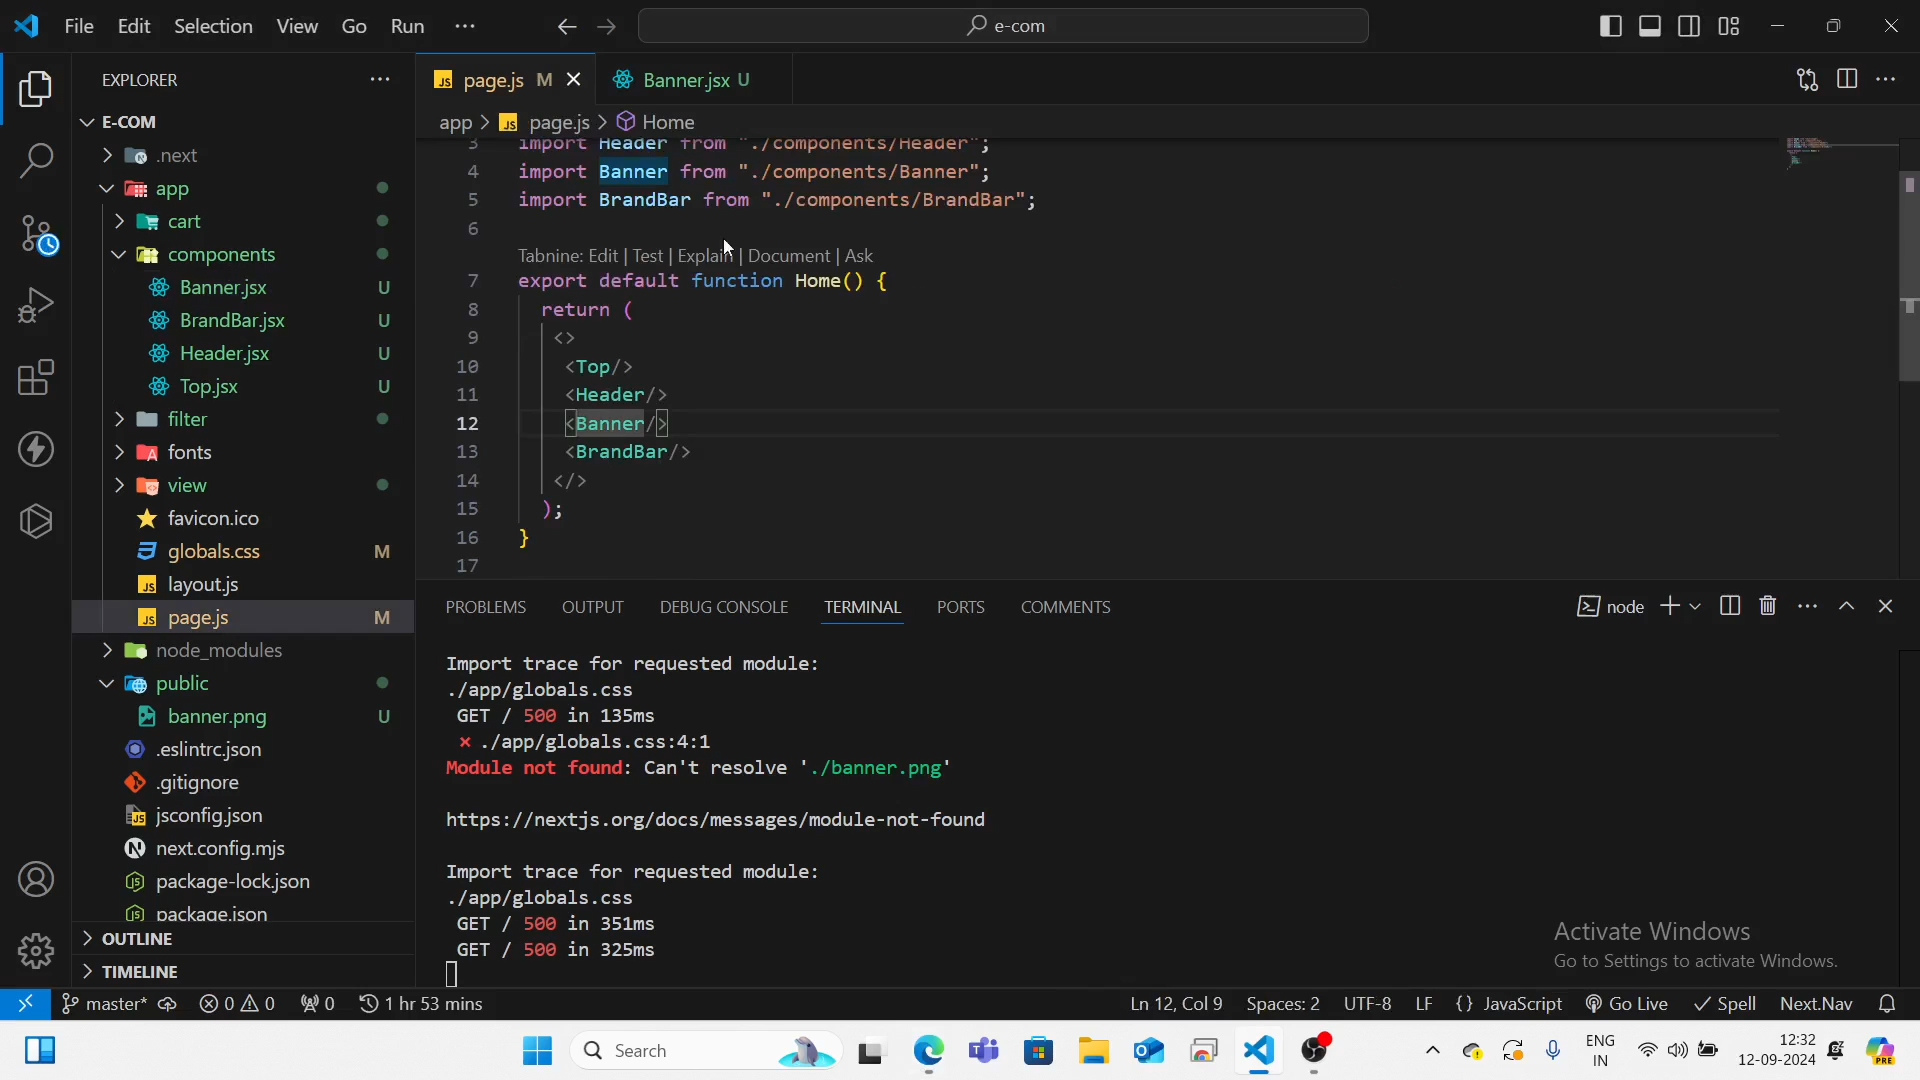 File Edit Selection View Go Run ··· e-com
EXPLORER ···
page.js M
Banner.jsx U
E-COM
app > page.js > Home
.next
app
cart
components
Banner.jsx U
BrandBar.jsx U
Header.jsx U
Top.jsx U
filter
fonts
view
favicon.ico
globals.css M
layout.js
page.js M
node_modules
public
banner.png U
.eslintrc.json
.gitignore
jsconfig.json
next.config.mjs
package-lock.json
package.json
OUTLINE
TIMELINE
3 import Header from "./components/Header";
4 import Banner from "./components/Banner";
5 import BrandBar from "./components/BrandBar";
6
Tabnine: Edit | Test | Explain | Document | Ask
7 export default function Home() {
8 return (
9 <>
10 <Top/>
11 <Header/>
12 <Banner/>
13 <BrandBar/>
14 </>
15 );
16 }
17
PROBLEMS OUTPUT DEBUG CONSOLE TERMINAL PORTS COMMENTS node
Import trace for requested module:
./app/globals.css
GET / 500 in 135ms
⨯ ./app/globals.css:4:1
Module not found: Can't resolve './banner.png'
https://nextjs.org/docs/messages/module-not-found
Import trace for requested module:
./app/globals.css
GET / 500 in 351ms
GET / 500 in 325ms
Activate Windows
Go to Settings to activate Windows.
master* 0 0 0 1 hr 53 mins Ln 12, Col 9 Spaces: 2 UTF-8 LF {} JavaScript Go Live Spell Next.Nav
Search
ENG
IN
12:32
12-09-2024
PRE